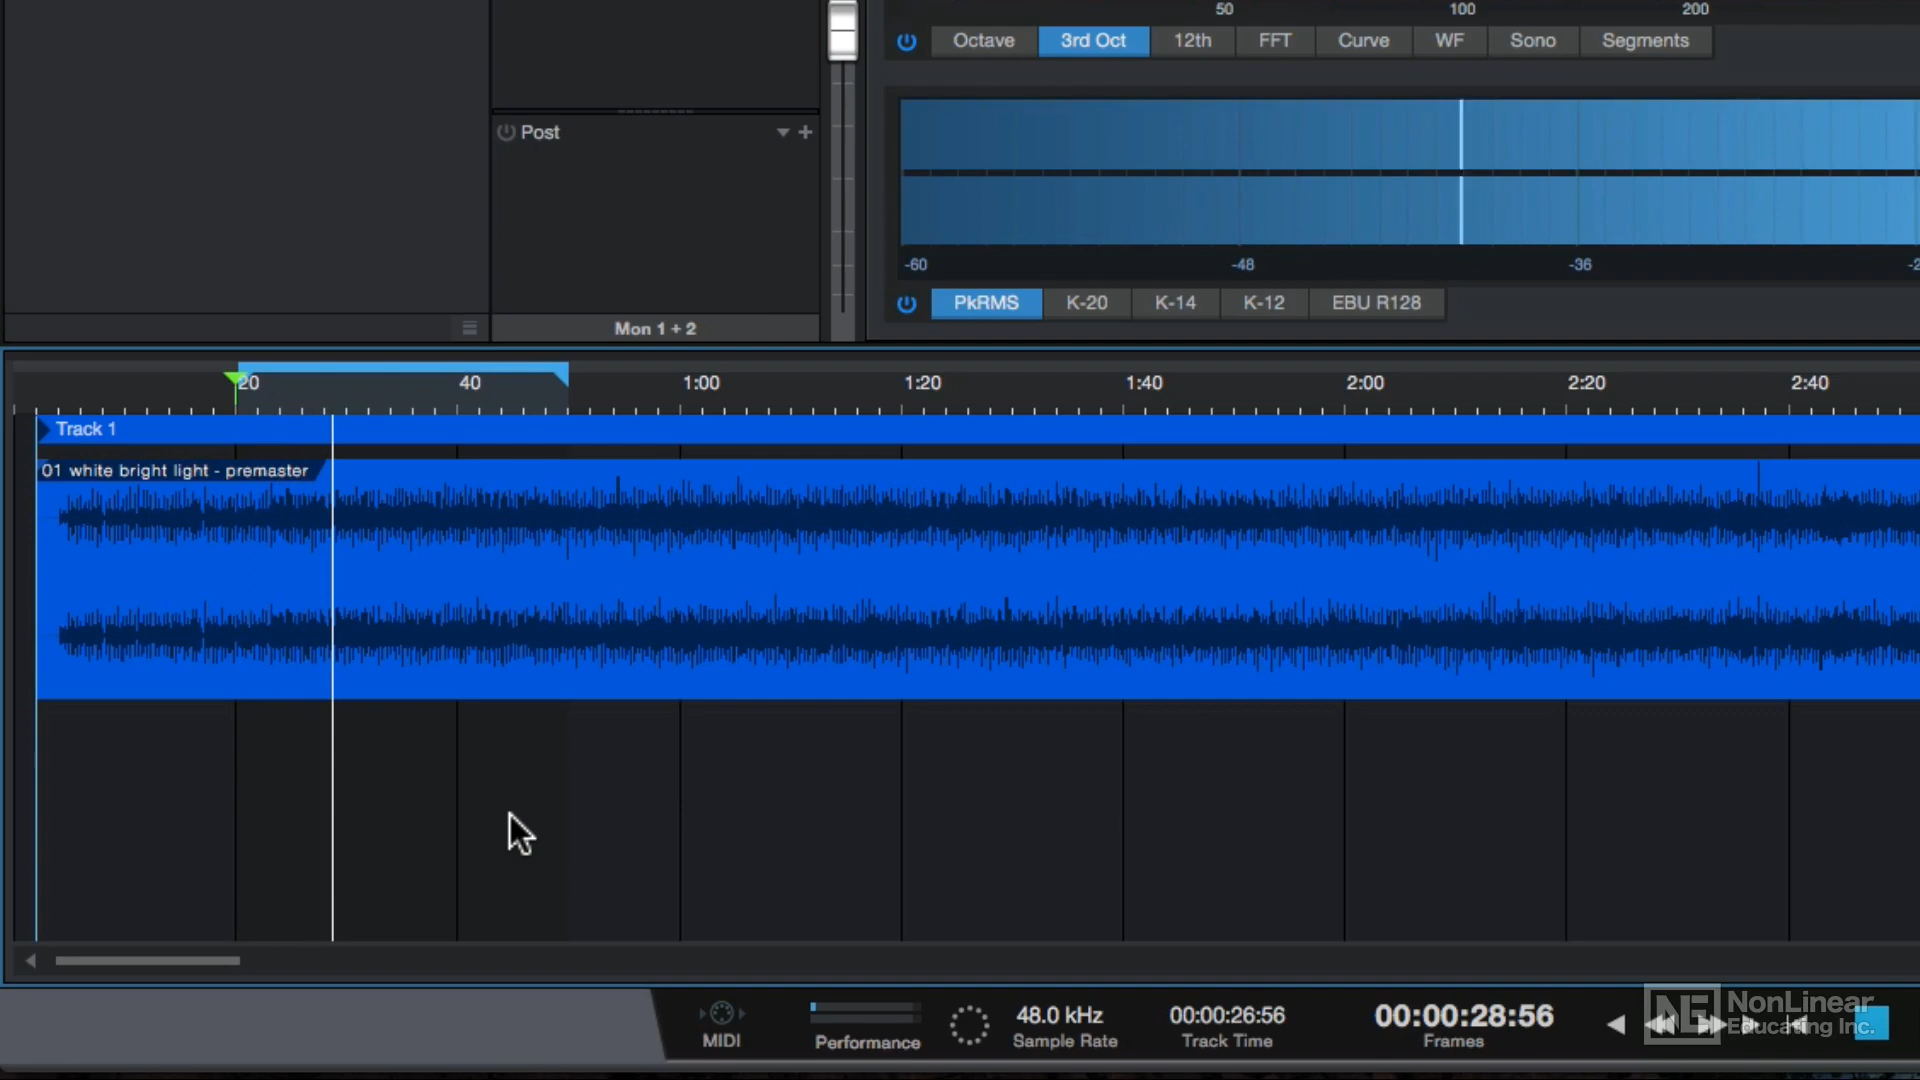 50 100 200
Octave 3rd Oct 12th FFT Curve WF Sono Segments
Post
-60 -48 -36
PkRMS K-20 K-14 K-12 EBU R128
Mon 1 + 2
20 40 1:00 1:20 1:40 2:00 2:20 2:40
Track 1
01 white bright light - premaster
48.0 kHz 00:00:26:56 00:00:28:56
MIDI Performance Sample Rate Track Time Frames
NonLinear
Educating Inc.